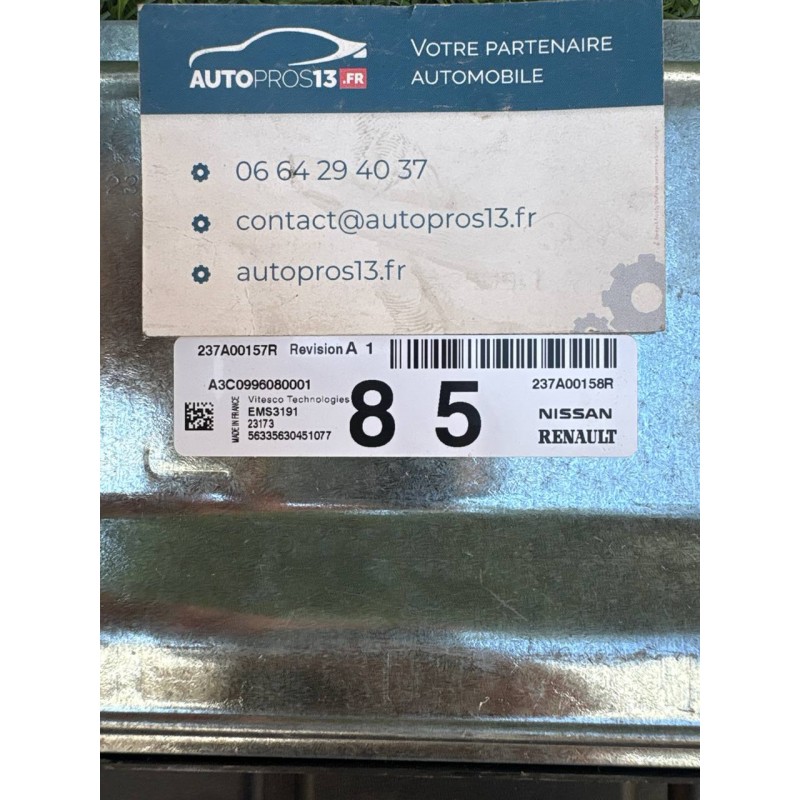 VOTRE PARTENAIRE
AUTOMOBILE
AUTOPROS13.FR
06 64 29 40 37
contact@autopros13.fr
autopros13.fr
237A00157R Revision A 1
A3C0996080001
237A00158R
MADE IN FRANCE
Vitesco Technologies
EMS3191
23173
56335630451077
8 5
NISSAN
RENAULT